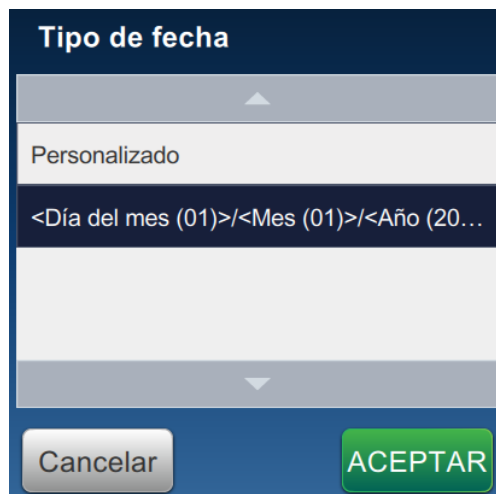 Tipo de fecha
Personalizado
<Día del mes (01)>/<Mes (01)>/<Año (20...
Cancelar
ACEPTAR